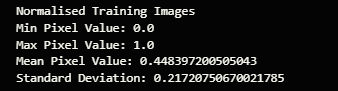 Normalised Training Images
Min Pixel Value: 0.0
Max Pixel Value: 1.0
Mean Pixel Value: 0.448397200505043
Standard Deviation: 0.21720750670021785